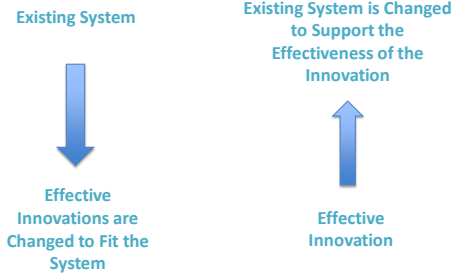 Existing System
Effective
Innovations are
Changed to Fit the
System
Existing System is Changed
to Support the
Effectiveness of the
Innovation
Effective
Innovation